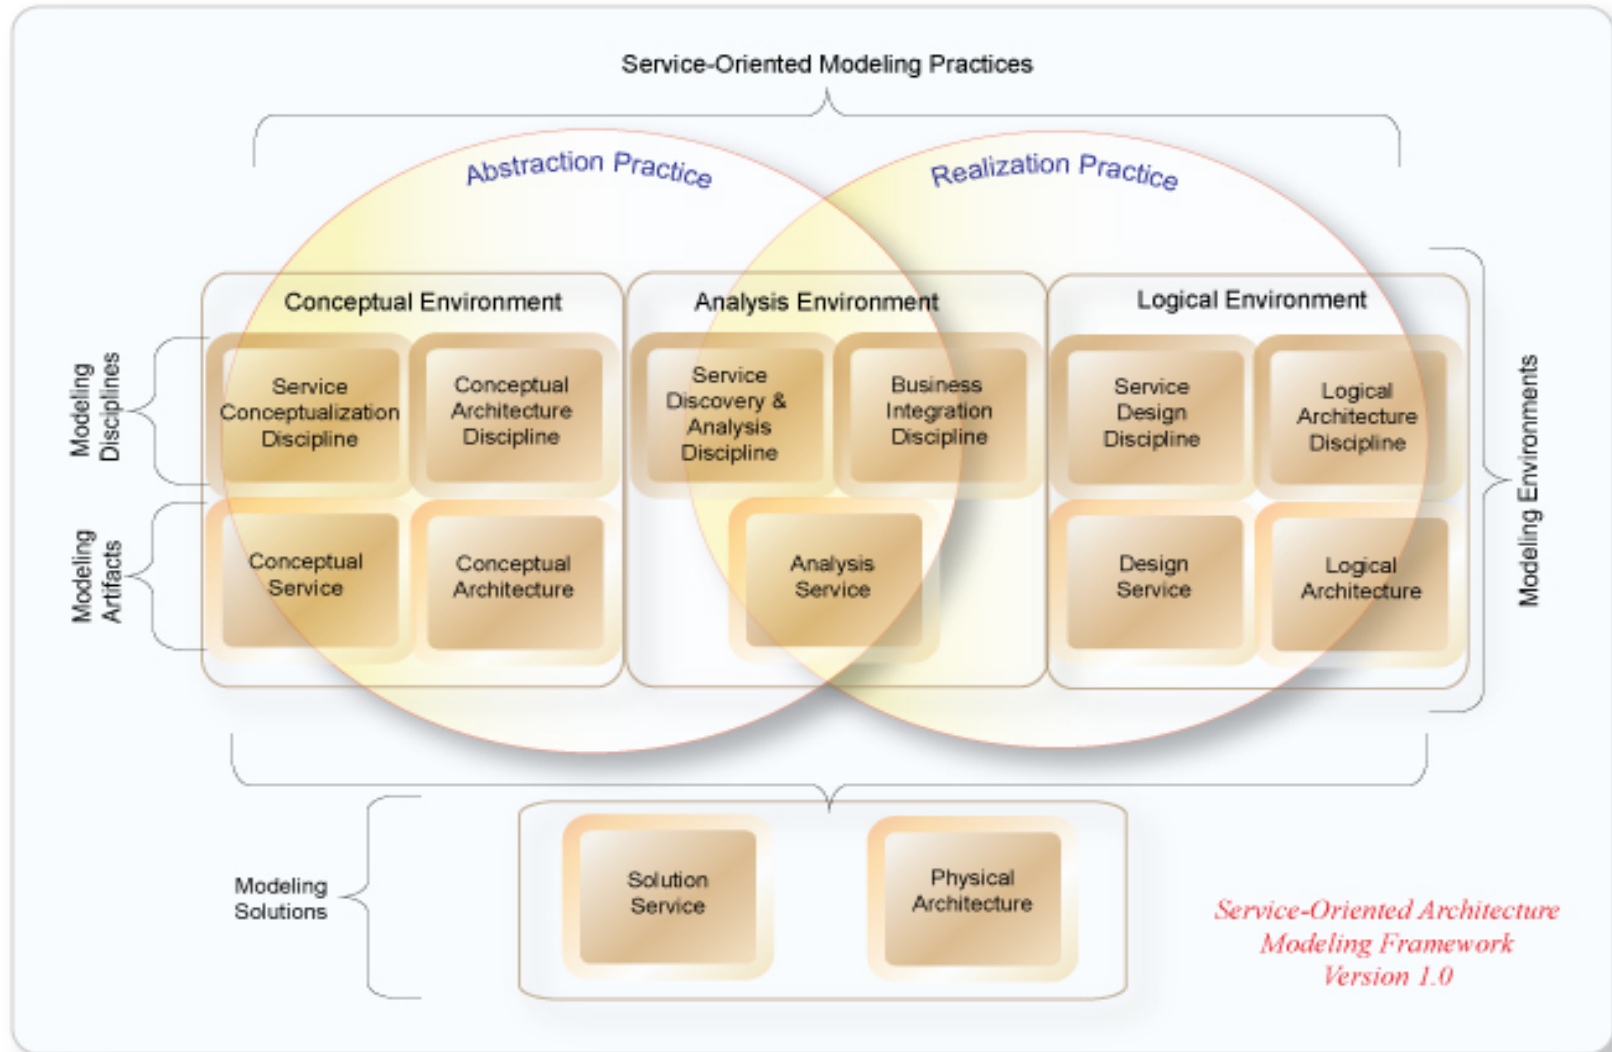 Service-Oriented Modeling Practices
Abstraction Practice
Realization Practice
Conceptual Environment
Analysis Environment
Logical Environment
Modeling
Disciplines
Service
Conceptualization
Discipline
Conceptual
Architecture
Discipline
Service
Discovery &
Analysis
Discipline
Business
Integration
Discipline
Service
Design
Discipline
Logical
Architecture
Discipline
Modeling Environments
Modeling
Artifacts
Conceptual
Service
Conceptual
Architecture
Analysis
Service
Design
Service
Logical
Architecture
Modeling
Solutions
Solution
Service
Physical
Architecture
Service-Oriented Architecture
Modeling Framework
Version 1.0